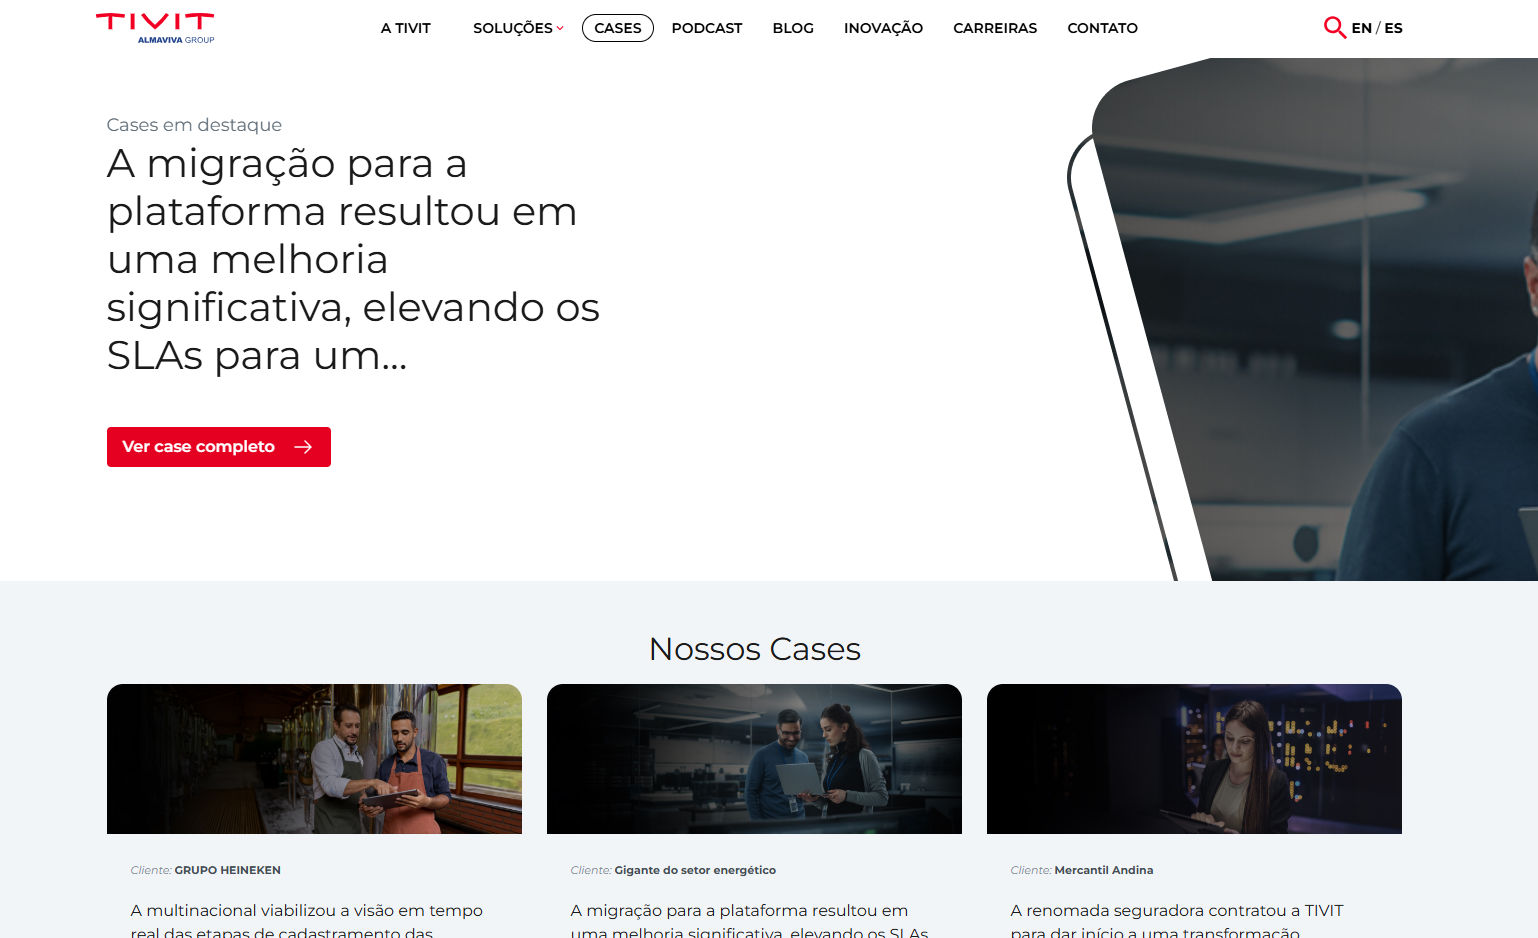 TIVIT
ALMAVIVA GROUP
A TIVIT
SOLUÇÕES
CASES
PODCAST
BLOG
INOVAÇÃO
CARREIRAS
CONTATO
EN / ES
Cases em destaque
A migração para a
plataforma resultou em
uma melhoria
significativa, elevando os
SLAs para um...
Ver case completo
Nossos Cases
Cliente: GRUPO HEINEKEN
A multinacional viabilizou a visão em tempo
real das etapas de cadastramento das
Cliente: Gigante do setor energético
A migração para a plataforma resultou em
uma melhoria significativa, elevando os SLAs
Cliente: Mercantil Andina
A renomada seguradora contratou a TIVIT
para dar início a uma transformação